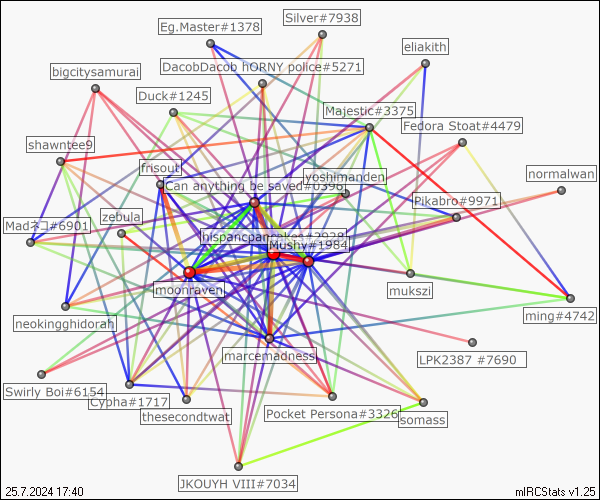 Silver#7938
Eg.Master#1378
eliakith
DacobDacob hORNY police#5271
bigcitysamurai
Duck#1245
Majestic#3375
Fedora Stoat#4479
shawntee9
frisout
yoshimanden
normalwan
Can anything be saved#0398
Pikabro#9971
zebula
Madネコ#6901
hispancpancakes#3928
Mushy#1984
moonraven
mukszi
neokingghidorah
ming#4742
marcemadness
LPK2387 #7690
Swirly Boi#6154
Cypha#1717
thesecondtwat
Pocket Persona#3326
somass
JKOUYH VIII#7034
25.7.2024 17:40
mIRCStats v1.25